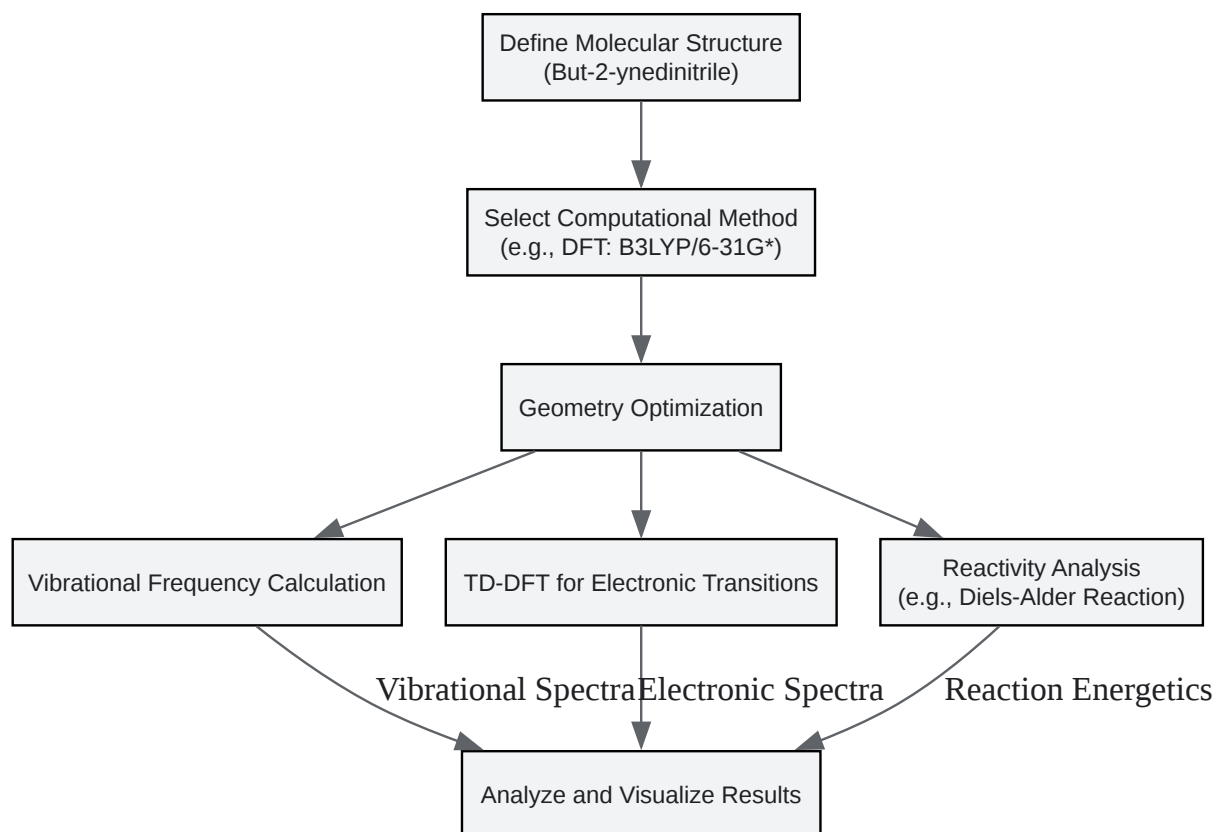 Define Molecular Structure
(But-2-ynedinitrile)
Select Computational Method
(e.g., DFT: B3LYP/6-31G*)
Geometry Optimization
Vibrational Frequency Calculation
TD-DFT for Electronic Transitions
Reactivity Analysis
(e.g., Diels-Alder Reaction)
Vibrational Spectra
Electronic Spectra
Reaction Energetics
Analyze and Visualize Results